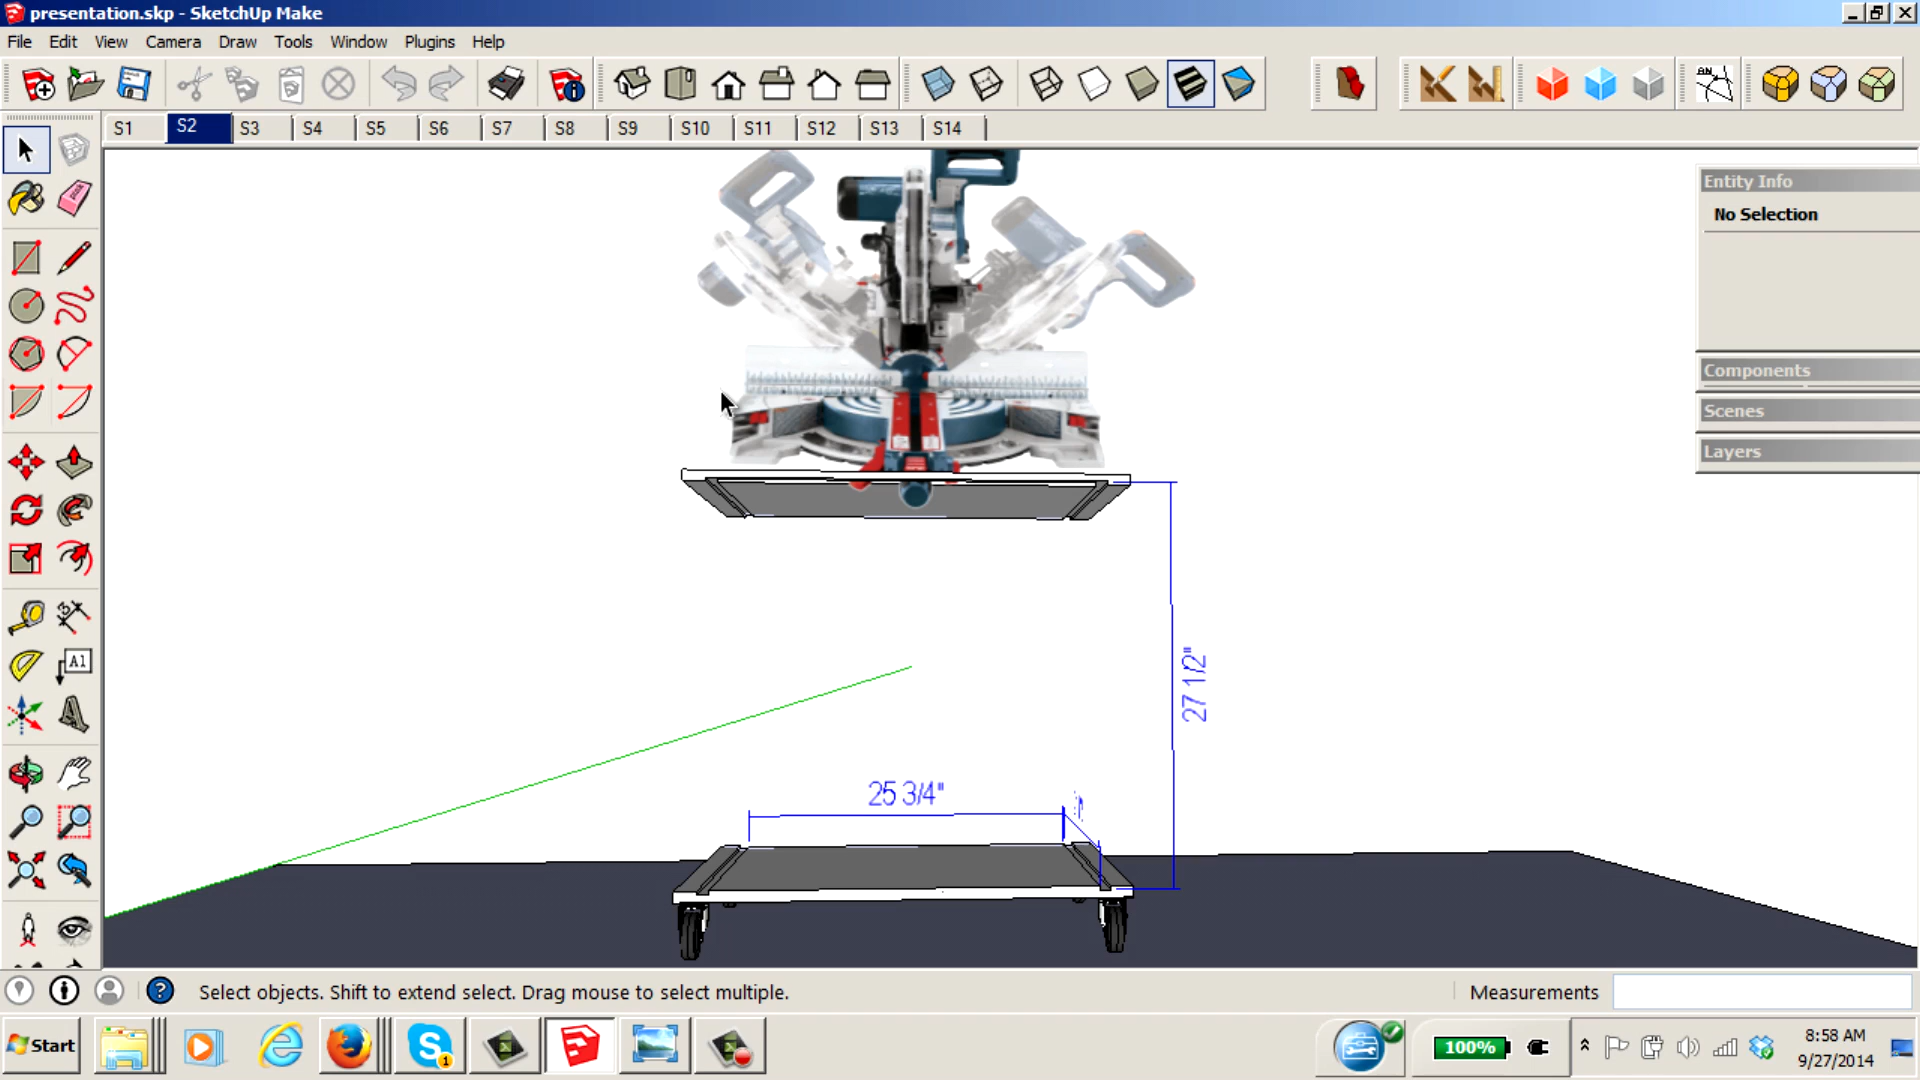 presentation.skp - SketchUp Make
File Edit View Camera Draw Tools Window Plugins Help
S1 S2 S3 S4 S5 S6 S7 S8 S9 S10 S11 S12 S13 S14
Entity Info
No Selection
Components
Scenes
Layers
A1
27 1/2"
25 3/4"
Select objects. Shift to extend select. Drag mouse to select multiple.
Measurements
Start
1
100%
8:58 AM
9/27/2014